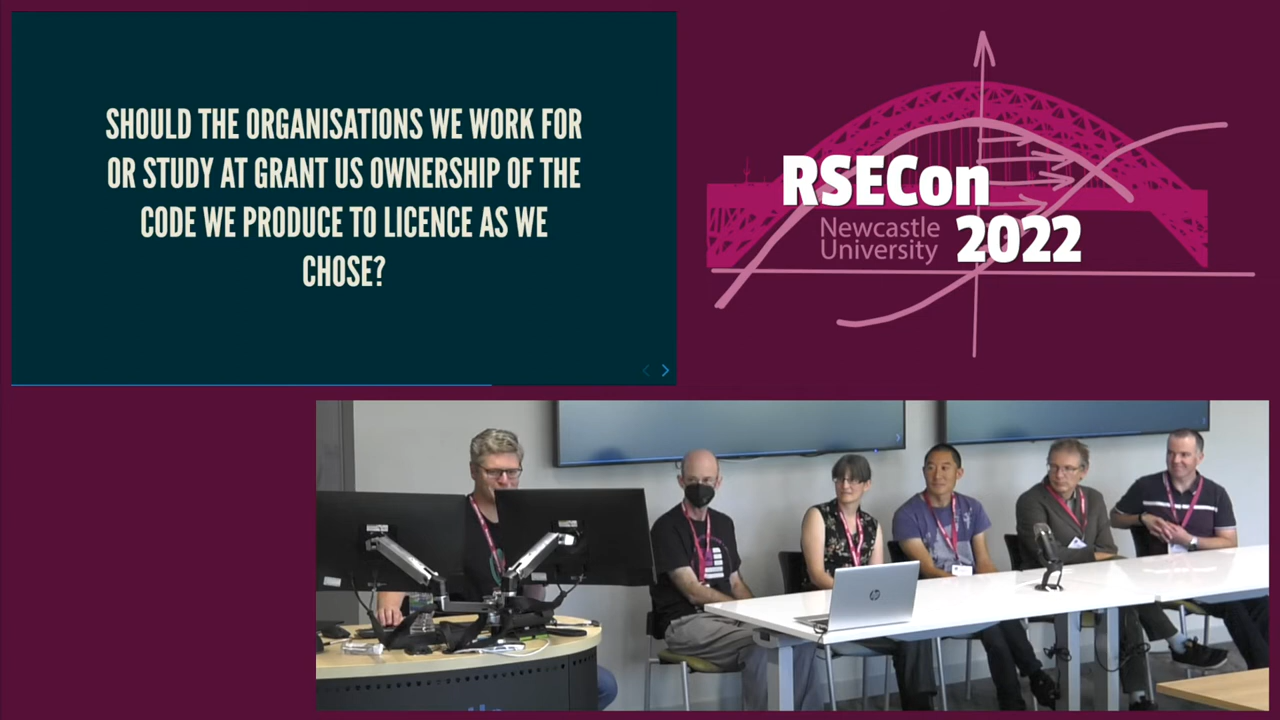 SHOULD THE ORGANISATIONS WE WORK FOR
OR STUDY AT GRANT US OWNERSHIP OF THE
CODE WE PRODUCE TO LICENCE AS WE
CHOSE?
RSECon
Newcastle
University
2022
hp